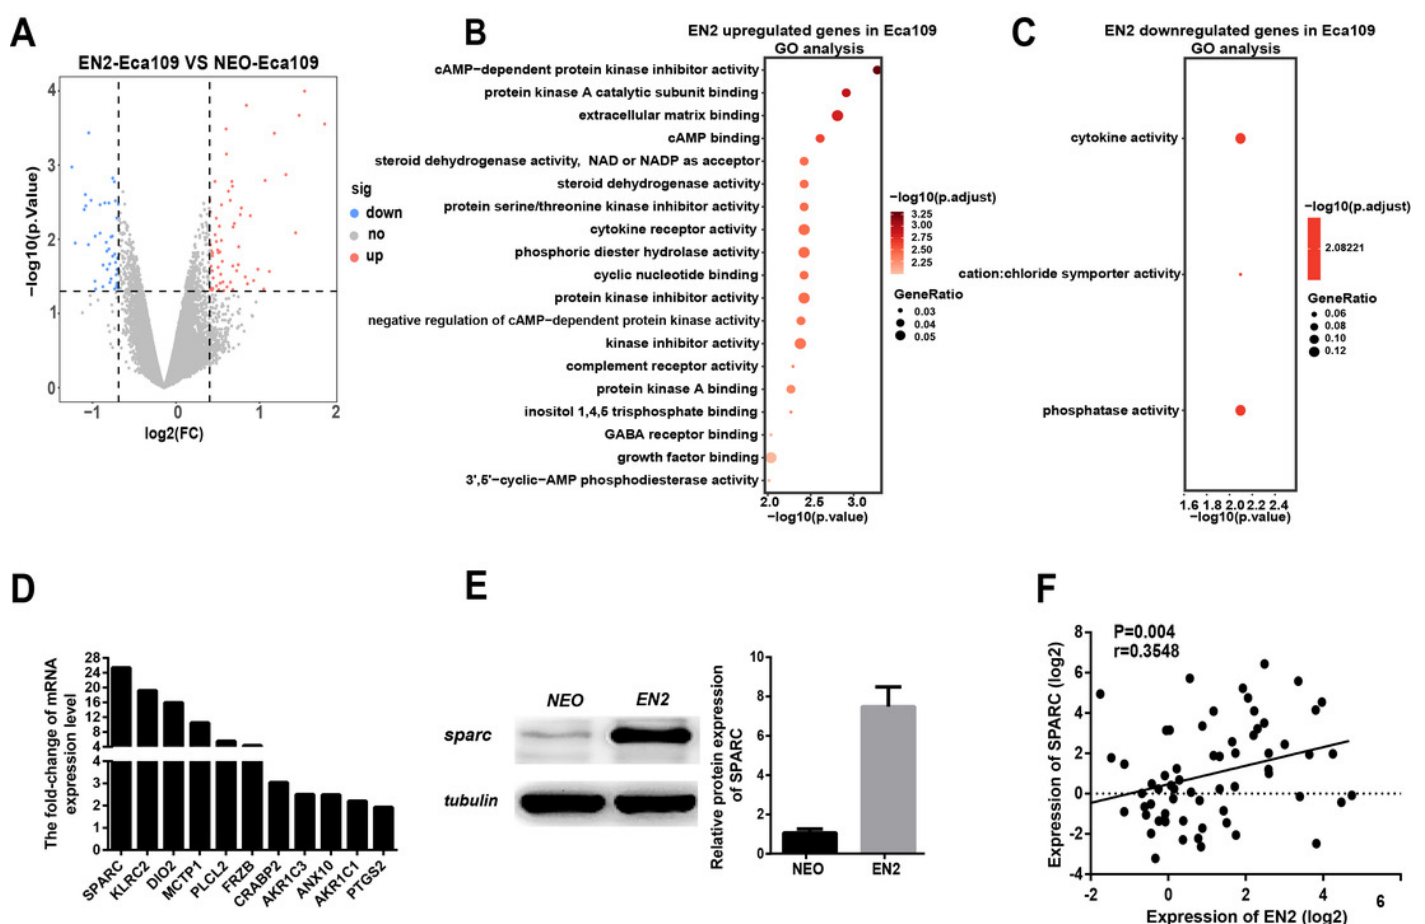 A
EN2-Eca109 VS NEO-Eca109
−log10(p.Value)
4
3
2
1
0
−1
0
1
2
log2(FC)
sig
down
no
up
B
EN2 upregulated genes in Eca109
GO analysis
cAMP−dependent protein kinase inhibitor activity
protein kinase A catalytic subunit binding
extracellular matrix binding
cAMP binding
steroid dehydrogenase activity, NAD or NADP as acceptor
steroid dehydrogenase activity
protein serine/threonine kinase inhibitor activity
cytokine receptor activity
phosphoric diester hydrolase activity
cyclic nucleotide binding
protein kinase inhibitor activity
negative regulation of cAMP−dependent protein kinase activity
kinase inhibitor activity
complement receptor activity
protein kinase A binding
inositol 1,4,5 trisphosphate binding
GABA receptor binding
growth factor binding
3',5'−cyclic−AMP phosphodiesterase activity
2.0 2.5 3.0
−log10(p.value)
−log10(p.adjust)
3.25
3.00
2.75
2.50
2.25
GeneRatio
0.03
0.04
0.05
C
EN2 downregulated genes in Eca109
GO analysis
cytokine activity
cation:chloride symporter activity
phosphatase activity
1.6 1.8 2.0 2.2 2.4
−log10(p.value)
−log10(p.adjust)
2.08221
GeneRatio
0.06
0.08
0.10
0.12
D
The fold-change of mRNA
expression level
28
24
20
16
12
8
4
4
3
2
1
0
SPARC
KLRC2
DIO2
MCTP1
PLCL2
FRZB
CRABP2
AKR1C3
ANX10
AKR1C1
PTGS2
E
NEO EN2
sparc
tubulin
Relative protein expression
of SPARC
10
8
6
4
2
0
NEO EN2
F
P=0.004
r=0.3548
Expression of SPARC (log2)
8
6
4
2
0
-2
-4
-2 0 2 4 6
Expression of EN2 (log2)